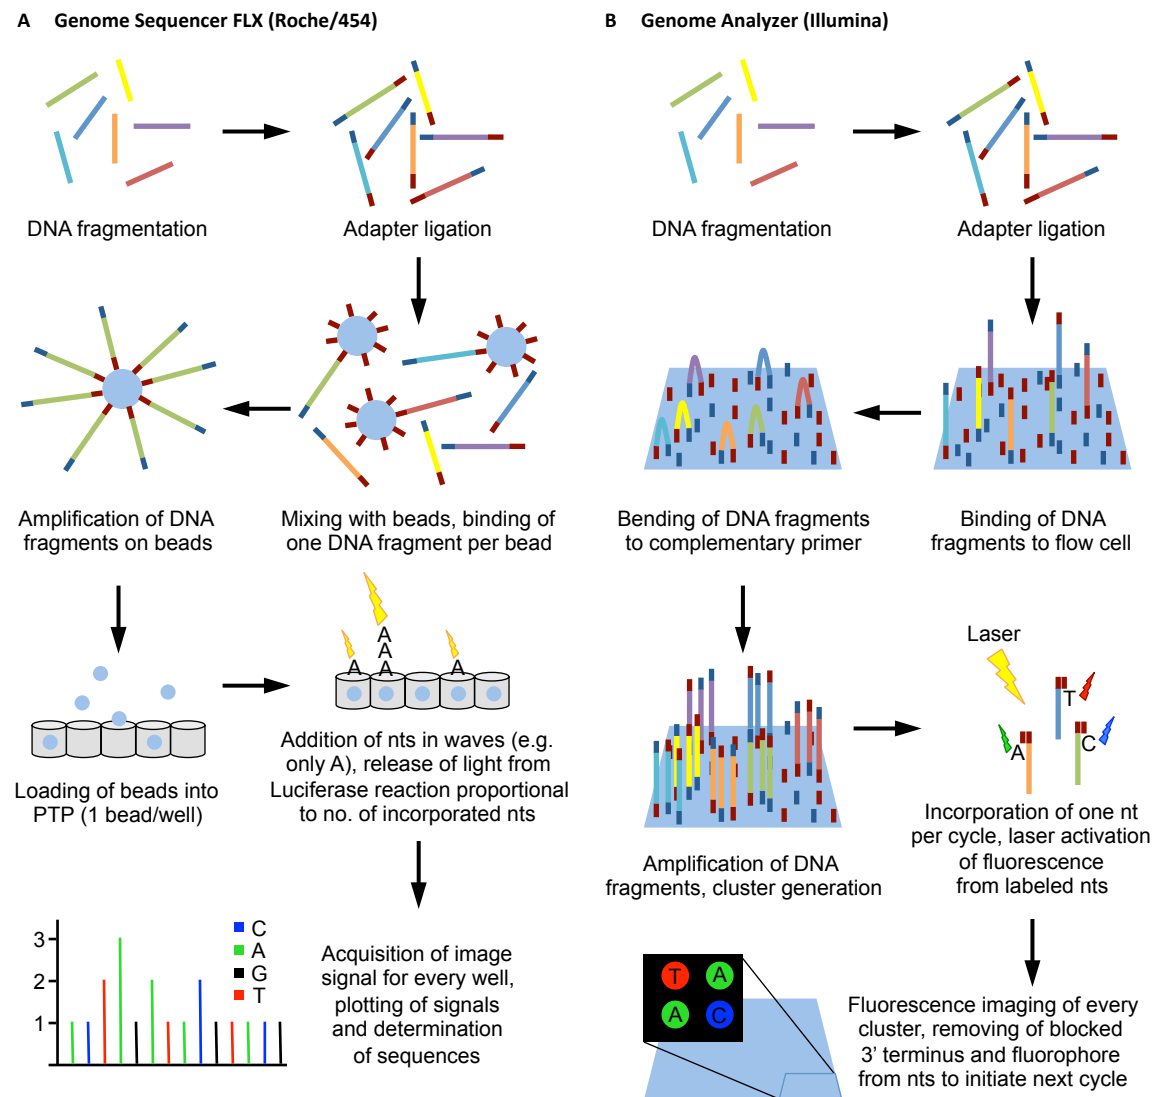 A Genome Sequencer FLX (Roche/454)
DNA fragmentation
Adapter ligation
Amplification of DNA
fragments on beads
Mixing with beads, binding of
one DNA fragment per bead
A
A
A
A
A
Loading of beads into
PTP (1 bead/well)
Addition of nts in waves (e.g.
only A), release of light from
Luciferase reaction proportional
to no. of incorporated nts
3
2
1
C
A
G
T
Acquisition of image
signal for every well,
plotting of signals
and determination
of sequences
B Genome Analyzer (Illumina)
DNA fragmentation
Adapter ligation
Bending of DNA fragments
to complementary primer
Binding of DNA
fragments to flow cell
Amplification of DNA
fragments, cluster generation
Laser
T
A
C
Incorporation of one nt
per cycle, laser activation
of fluorescence
from labeled nts
T A
A C
Fluorescence imaging of every
cluster, removing of blocked
3’ terminus and fluorophore
from nts to initiate next cycle